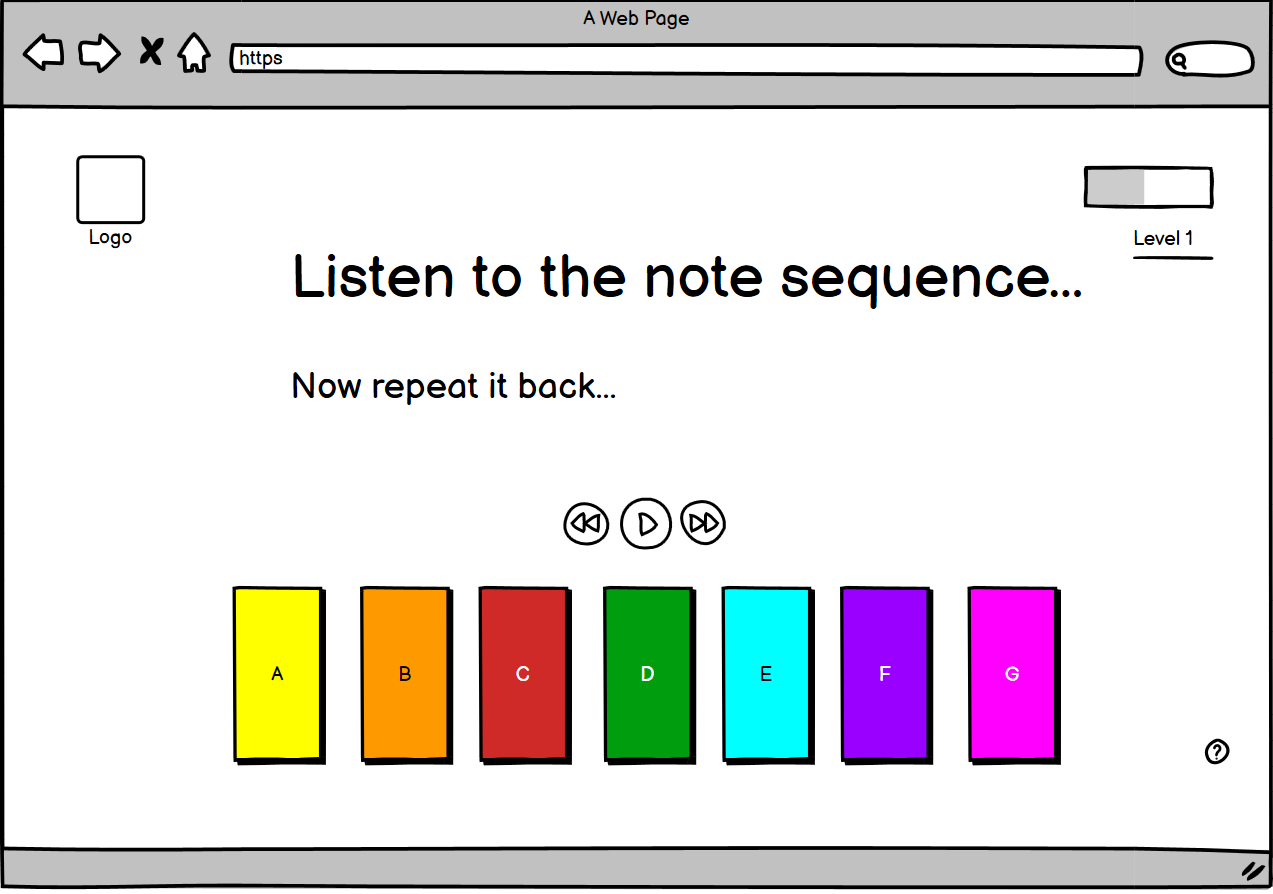 A Web Page
https
Logo
Level 1
Listen to the note sequence...
Now repeat it back...
A
B
C
D
E
F
G
?